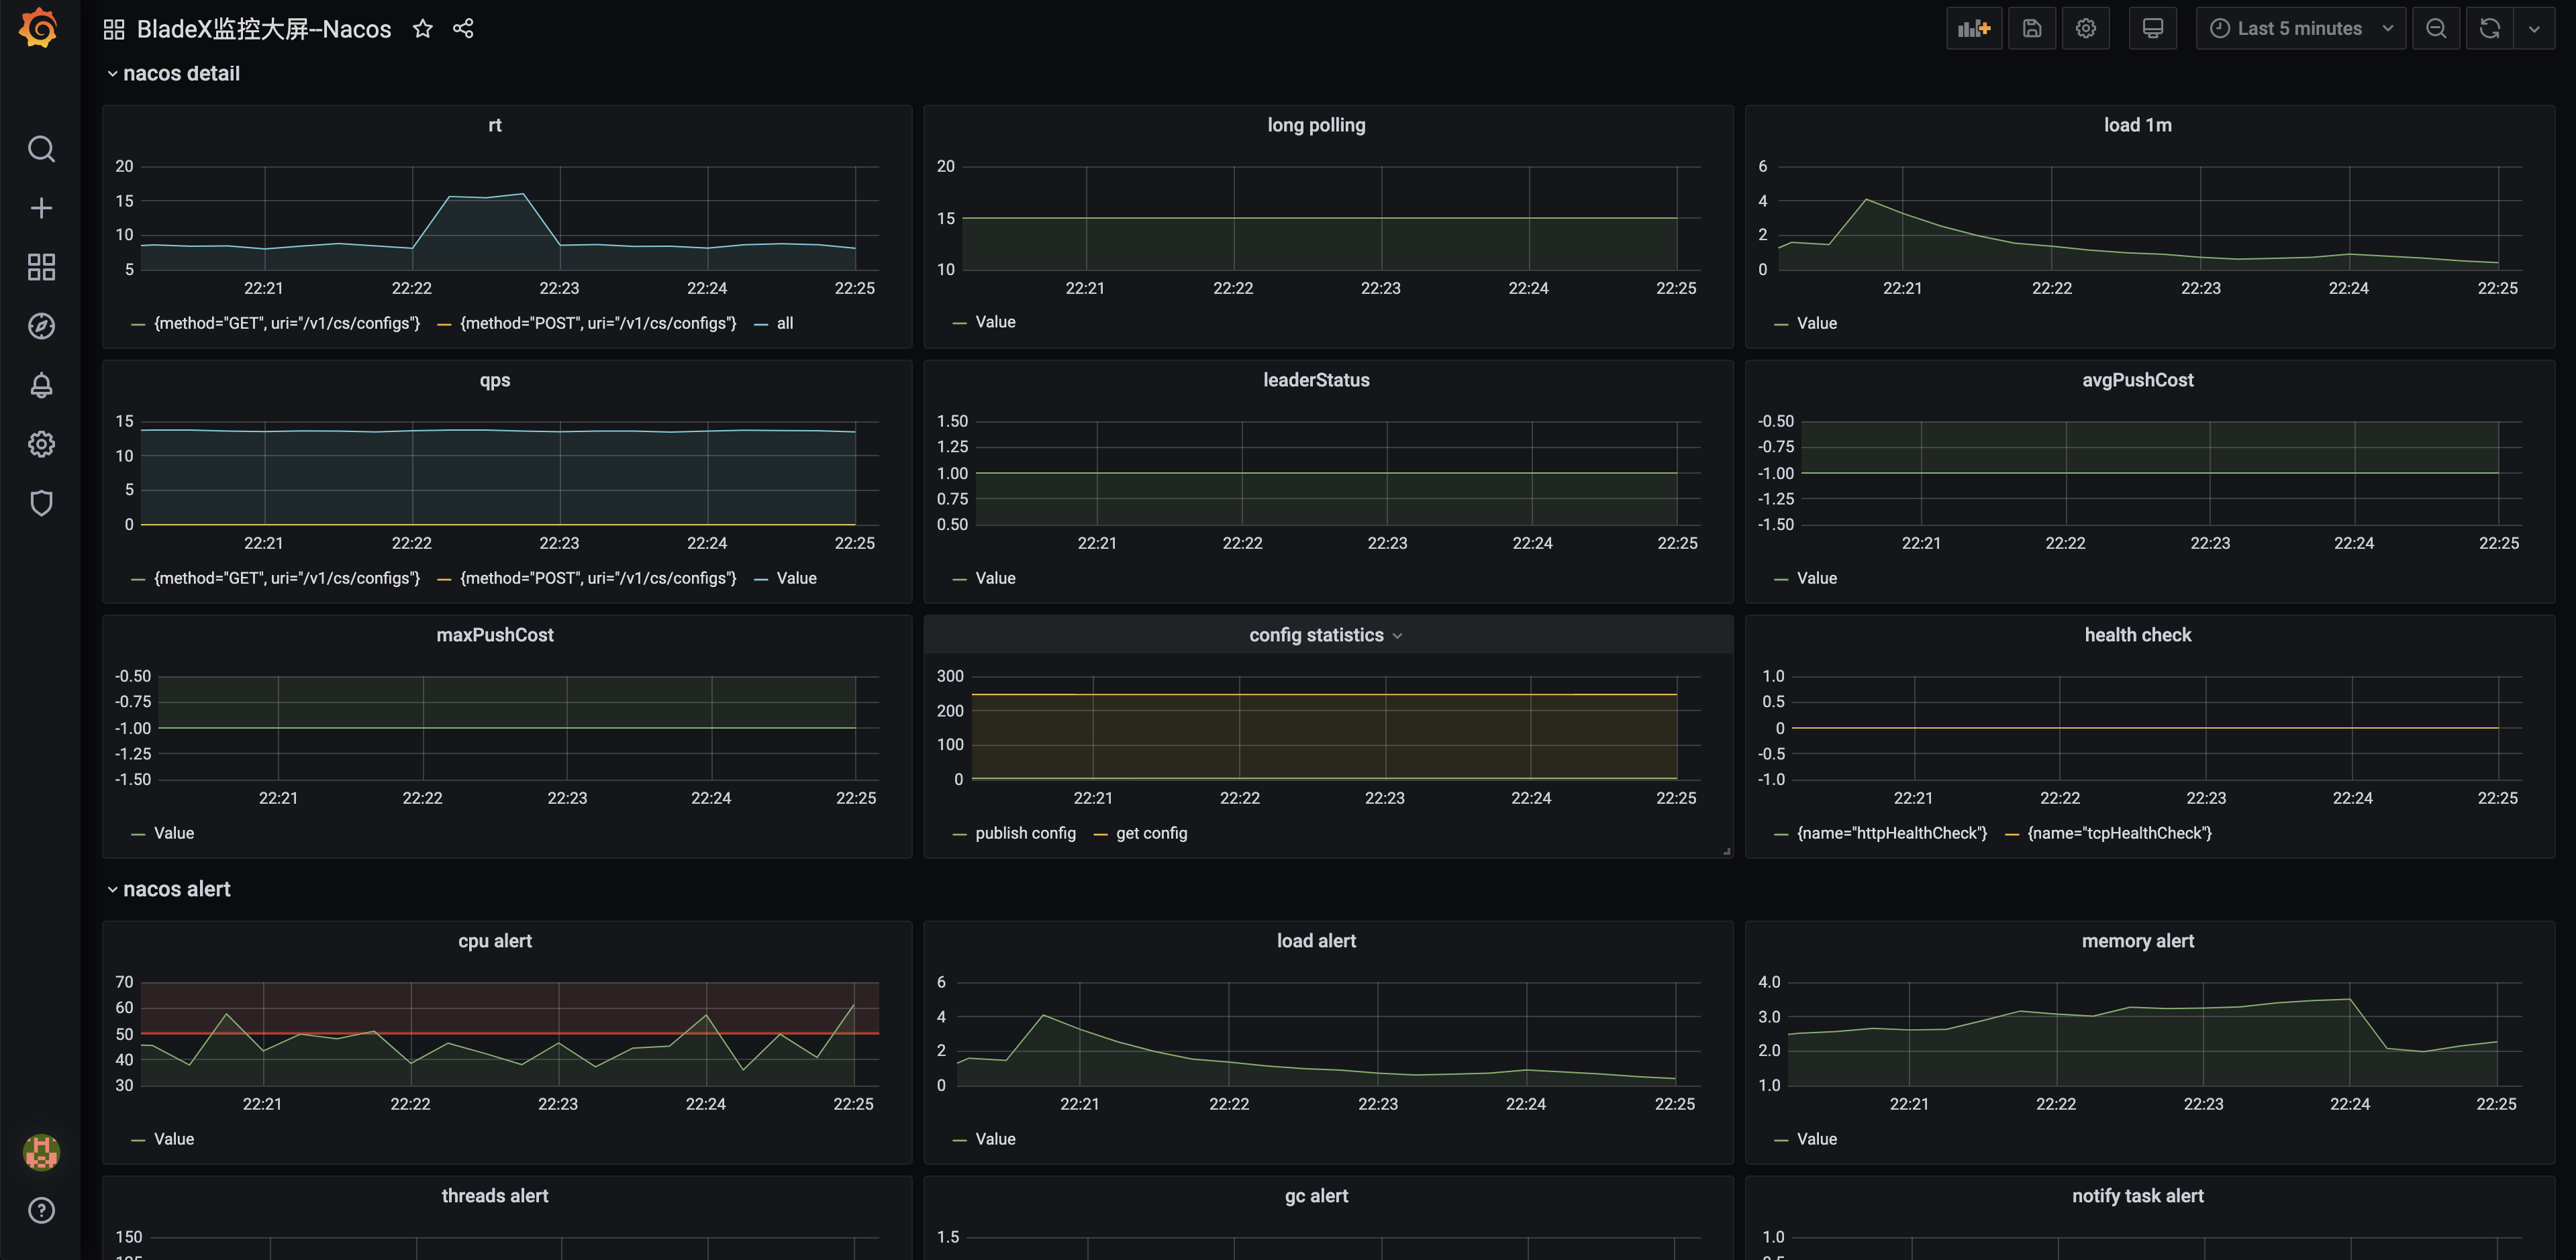 BladeX监控大屏--Nacos
Last 5 minutes
nacos detail
rt
20
15
10
5
22:21 22:22 22:23 22:24 22:25
{method="GET", uri="/v1/cs/configs"} {method="POST", uri="/v1/cs/configs"} all
long polling
20
15
10
22:21 22:22 22:23 22:24 22:25
Value
load 1m
6
4
2
0
22:21 22:22 22:23 22:24 22:25
Value
qps
15
10
5
0
22:21 22:22 22:23 22:24 22:25
{method="GET", uri="/v1/cs/configs"} {method="POST", uri="/v1/cs/configs"} Value
leaderStatus
1.50
1.25
1.00
0.75
0.50
22:21 22:22 22:23 22:24 22:25
Value
avgPushCost
-0.50
-0.75
-1.00
-1.25
-1.50
22:21 22:22 22:23 22:24 22:25
Value
maxPushCost
-0.50
-0.75
-1.00
-1.25
-1.50
22:21 22:22 22:23 22:24 22:25
Value
config statistics
300
200
100
0
22:21 22:22 22:23 22:24 22:25
publish config get config
health check
1.0
0.5
0
-0.5
-1.0
22:21 22:22 22:23 22:24 22:25
{name="httpHealthCheck"} {name="tcpHealthCheck"}
nacos alert
cpu alert
70
60
50
40
30
22:21 22:22 22:23 22:24 22:25
Value
load alert
6
4
2
0
22:21 22:22 22:23 22:24 22:25
Value
memory alert
4.0
3.0
2.0
1.0
22:21 22:22 22:23 22:24 22:25
Value
threads alert
150
gc alert
1.5
notify task alert
1.0